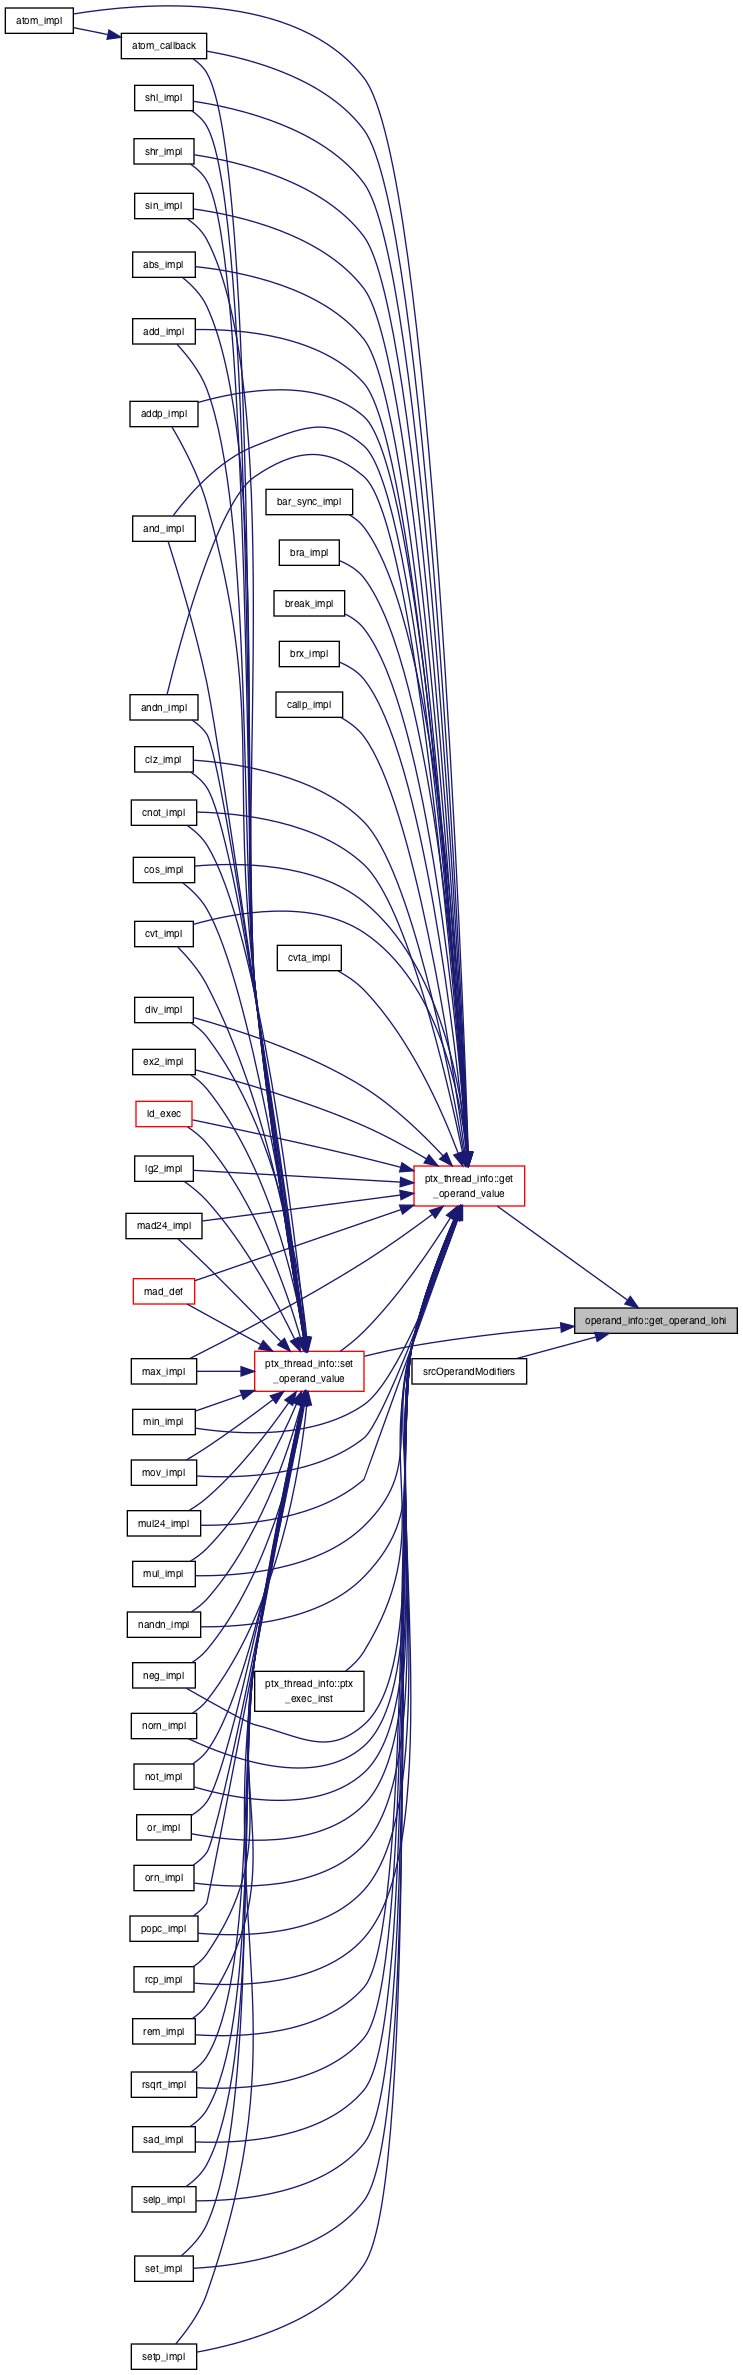 atom_impl
atom_callback
shl_impl
shr_impl
sin_impl
abs_impl
add_impl
addp_impl
bar_sync_impl
and_impl
bra_impl
break_impl
brx_impl
andn_impl
callp_impl
clz_impl
cnot_impl
cos_impl
cvt_impl
cvta_impl
div_impl
ex2_impl
ld_exec
lg2_impl
ptx_thread_info::get
_operand_value
mad24_impl
mad_def
operand_info::get_operand_lohi
max_impl
ptx_thread_info::set
_operand_value
srcOperandModifiers
min_impl
mov_impl
mul24_impl
mul_impl
nandn_impl
neg_impl
ptx_thread_info::ptx
_exec_inst
norn_impl
not_impl
or_impl
orn_impl
popc_impl
rcp_impl
rem_impl
rsqrt_impl
sad_impl
selp_impl
set_impl
setp_impl